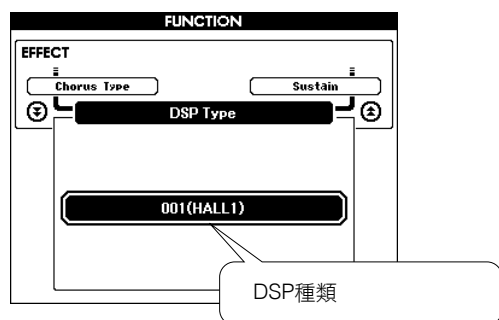 FUNCTION
EFFECT
Chorus Type
Sustain
DSP Type
001(HALL1)
DSP種類